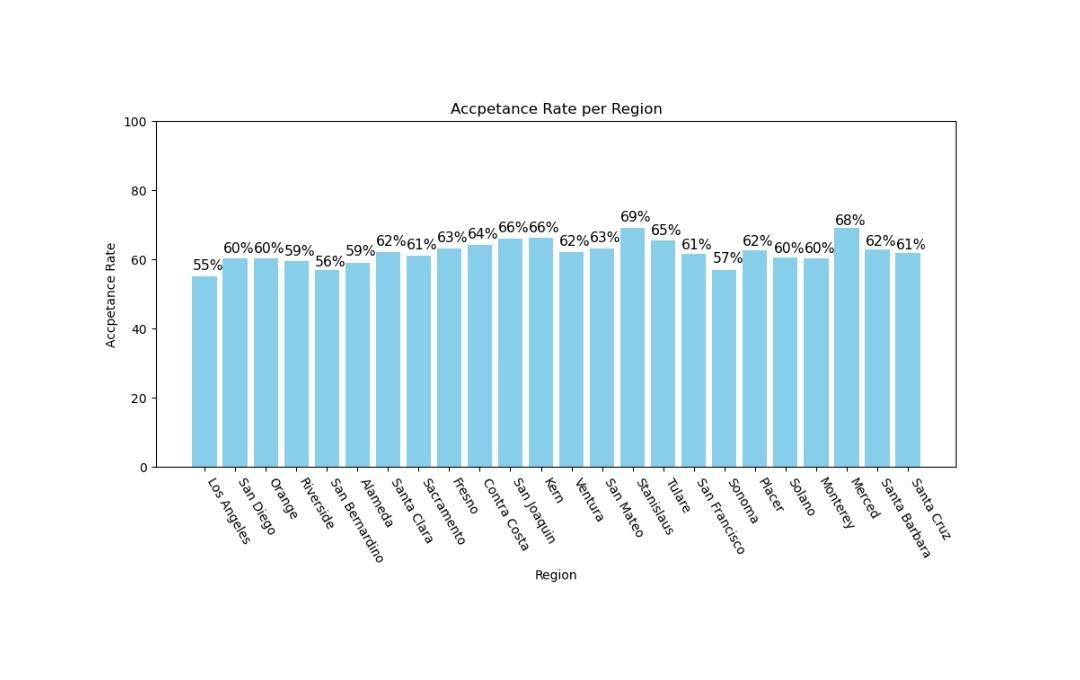 Accpetance Rate per Region
Accpetance Rate
100
80
60
40
20
0
55%
60%
60%
59%
56%
59%
62%
61%
63%
64%
66%
66%
62%
63%
69%
65%
61%
57%
62%
60%
60%
68%
62%
61%
Los Angeles
San Diego
Orange
Riverside
San Bernardino
Alameda
Santa Clara
Sacramento
Fresno
Contra Costa
San Joaquin
Kern
Ventura
San Mateo
Stanislaus
Tulare
San Francisco
Sonoma
Placer
Solano
Monterey
Merced
Santa Barbara
Santa Cruz
Region